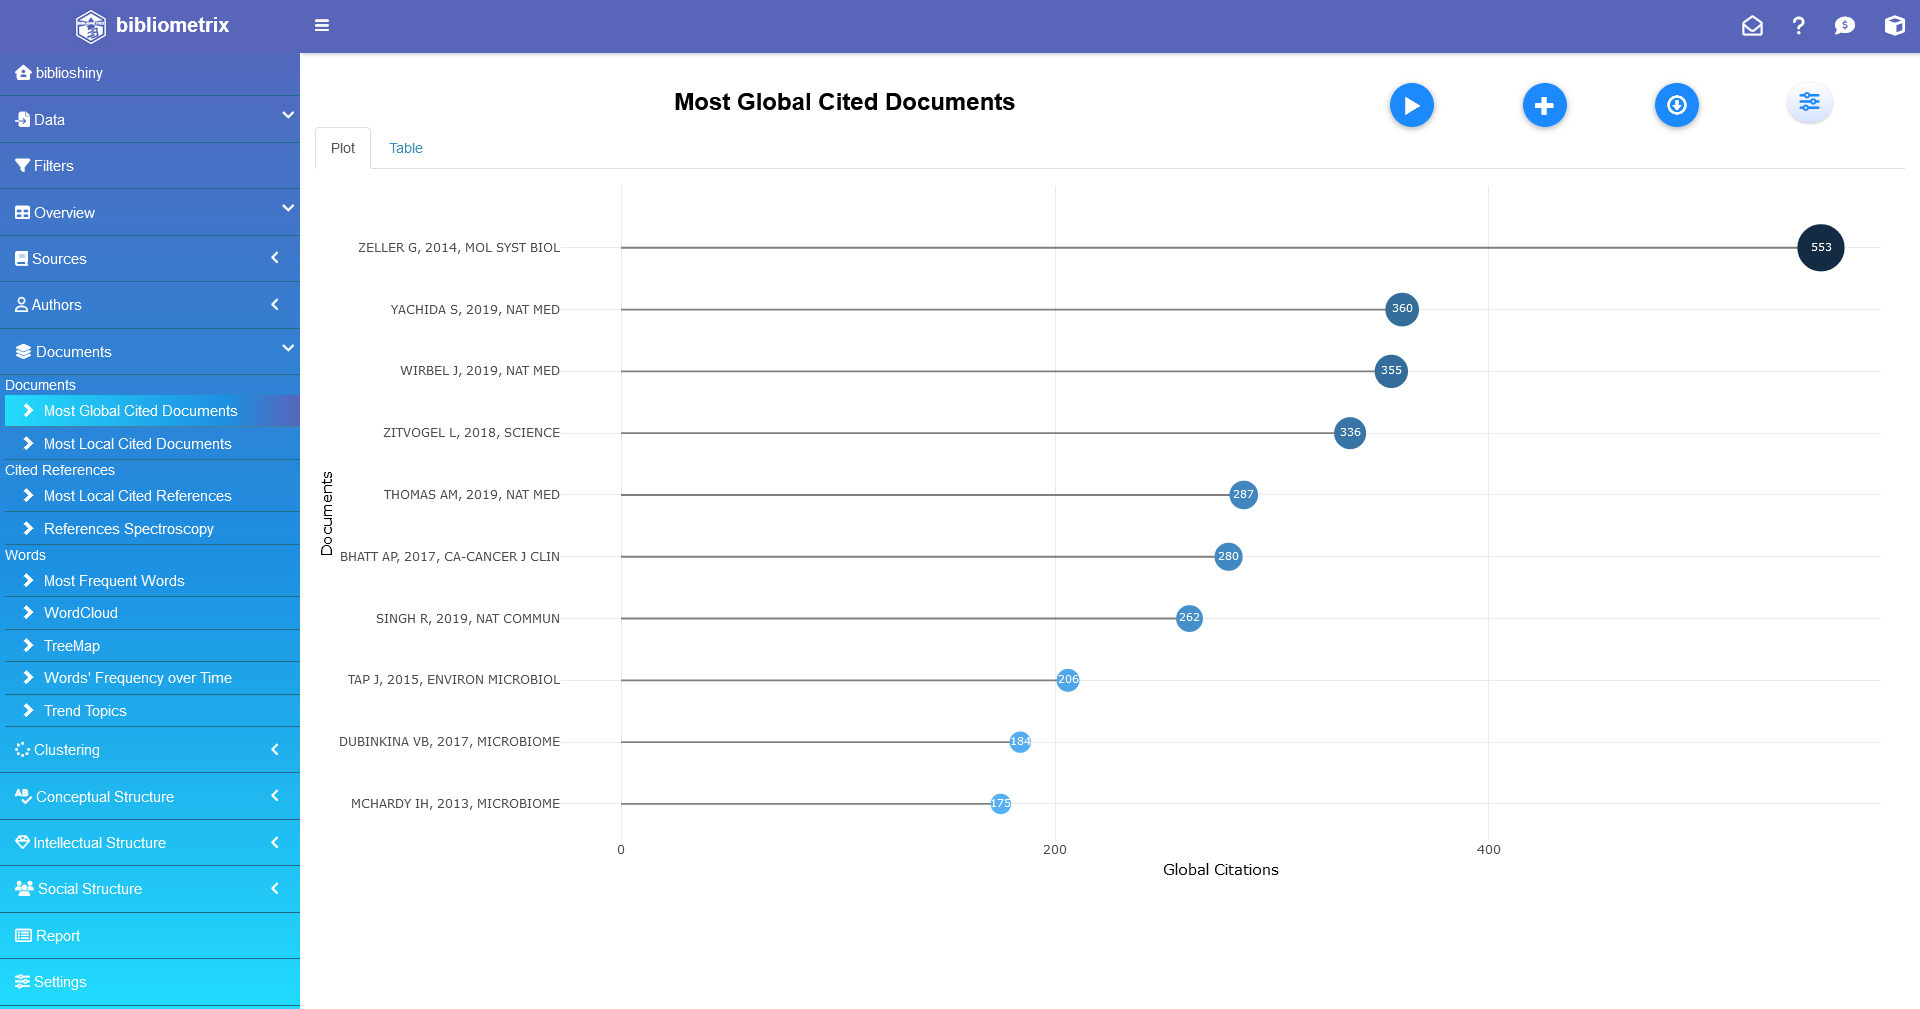 bibliometrix
biblioshiny
Data
Filters
Overview
Sources
Authors
Documents
Documents
Most Global Cited Documents
Most Local Cited Documents
Cited References
Most Local Cited References
References Spectroscopy
Words
Most Frequent Words
WordCloud
TreeMap
Words' Frequency over Time
Trend Topics
Clustering
Conceptual Structure
Intellectual Structure
Social Structure
Report
Settings
Most Global Cited Documents
Plot Table
Documents
ZELLER G, 2014, MOL SYST BIOL 553
YACHIDA S, 2019, NAT MED 360
WIRBEL J, 2019, NAT MED 355
ZITVOGEL L, 2018, SCIENCE 336
THOMAS AM, 2019, NAT MED 287
BHATT AP, 2017, CA-CANCER J CLIN 280
SINGH R, 2019, NAT COMMUN 262
TAP J, 2015, ENVIRON MICROBIOL 206
DUBINKINA VB, 2017, MICROBIOME 184
MCHARDY IH, 2013, MICROBIOME 175
0 200 400
Global Citations